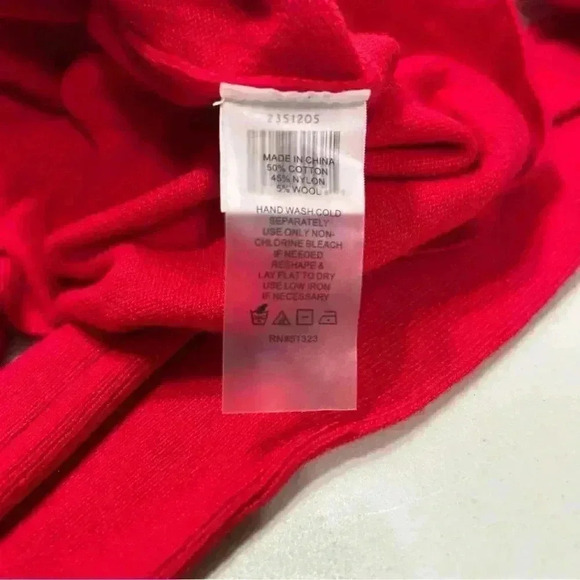 2351205
MADE IN CHINA
50% COTTON
45% NYLON
5% WOOL
HAND WASH COLD
SEPARATELY
USE ONLY NON-
CHLORINE BLEACH
IF NEEDED
RESHAPE &
LAY FLAT TO DRY
USE LOW IRON
IF NECESSARY
RN#51323